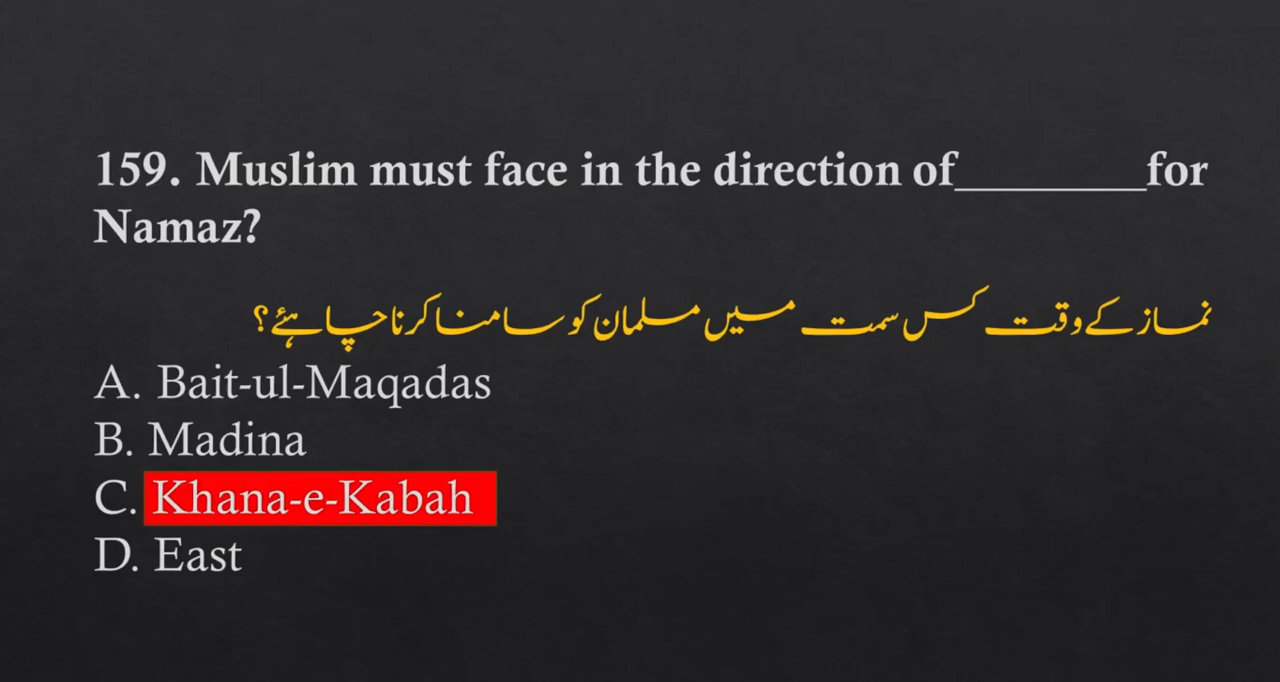 159. Muslim must face in the direction of________for
Namaz?
نماز کے وقت کس سمت میں مسلمان کو سامنا کرنا چاہئے؟
A. Bait-ul-Maqadas
B. Madina
C. Khana-e-Kabah
D. East